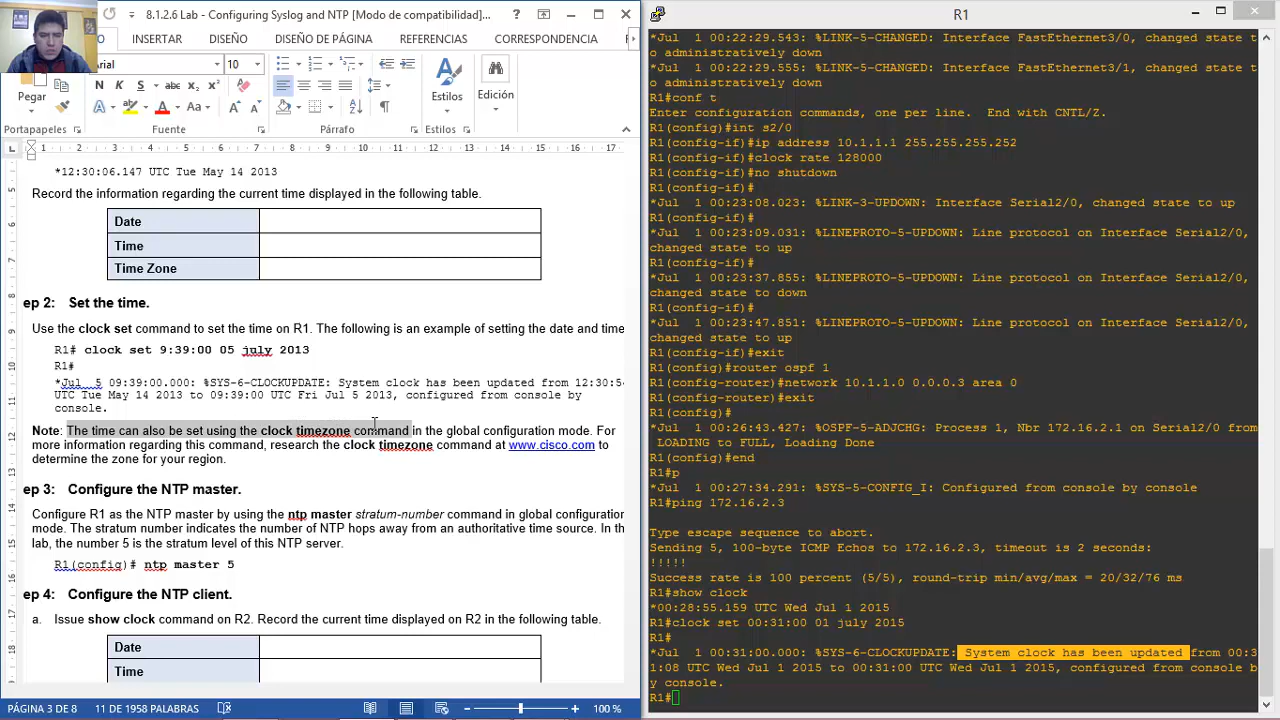 8.1.2.6 Lab - Configuring Syslog and NTP [Modo de compatibilidad]...
INSERTAR DISEÑO DISEÑO DE PÁGINA REFERENCIAS CORRESPONDENCIA
Arial 10
N K S abc x₂ x²
Pegar Estilos Edición
Portapapeles Fuente Párrafo Estilos
1 2 3 4 5 6 7 8 9 10 11 12 13 14 15 16 17
*12:30:06.147 UTC Tue May 14 2013
Record the information regarding the current time displayed in the following table.
Date
Time
Time Zone
ep 2: Set the time.
Use the clock set command to set the time on R1. The following is an example of setting the date and time
R1# clock set 9:39:00 05 july 2013
R1#
*Jul 5 09:39:00.000: %SYS-6-CLOCKUPDATE: System clock has been updated from 12:30:54
UTC Tue May 14 2013 to 09:39:00 UTC Fri Jul 5 2013, configured from console by
console.
Note: The time can also be set using the clock timezone command in the global configuration mode. For
more information regarding this command, research the clock timezone command at www.cisco.com to
determine the zone for your region.
ep 3: Configure the NTP master.
Configure R1 as the NTP master by using the ntp master stratum-number command in global configuration
mode. The stratum number indicates the number of NTP hops away from an authoritative time source. In th
lab, the number 5 is the stratum level of this NTP server.
R1(config)# ntp master 5
ep 4: Configure the NTP client.
a. Issue show clock command on R2. Record the current time displayed on R2 in the following table.
Date
Time
PÁGINA 3 DE 8 11 DE 1958 PALABRAS 100 %
R1
*Jul 1 00:22:29.543: %LINK-5-CHANGED: Interface FastEthernet3/0, changed state t
o administratively down
*Jul 1 00:22:29.555: %LINK-5-CHANGED: Interface FastEthernet3/1, changed state t
o administratively down
R1#conf t
Enter configuration commands, one per line. End with CNTL/Z.
R1(config)#int s2/0
R1(config-if)#ip address 10.1.1.1 255.255.255.252
R1(config-if)#clock rate 128000
R1(config-if)#no shutdown
R1(config-if)#
*Jul 1 00:23:08.023: %LINK-3-UPDOWN: Interface Serial2/0, changed state to up
R1(config-if)#
*Jul 1 00:23:09.031: %LINEPROTO-5-UPDOWN: Line protocol on Interface Serial2/0,
changed state to up
R1(config-if)#
*Jul 1 00:23:37.855: %LINEPROTO-5-UPDOWN: Line protocol on Interface Serial2/0,
changed state to down
R1(config-if)#
*Jul 1 00:23:47.851: %LINEPROTO-5-UPDOWN: Line protocol on Interface Serial2/0,
changed state to up
R1(config-if)#exit
R1(config)#router ospf 1
R1(config-router)#network 10.1.1.0 0.0.0.3 area 0
R1(config-router)#exit
R1(config)#
*Jul 1 00:26:43.427: %OSPF-5-ADJCHG: Process 1, Nbr 172.16.2.1 on Serial2/0 from
LOADING to FULL, Loading Done
R1(config)#end
R1#p
*Jul 1 00:27:34.291: %SYS-5-CONFIG_I: Configured from console by console
R1#ping 172.16.2.3
Type escape sequence to abort.
Sending 5, 100-byte ICMP Echos to 172.16.2.3, timeout is 2 seconds:
!!!!!
Success rate is 100 percent (5/5), round-trip min/avg/max = 20/32/76 ms
R1#show clock
*00:28:55.159 UTC Wed Jul 1 2015
R1#clock set 00:31:00 01 july 2015
R1#
*Jul 1 00:31:00.000: %SYS-6-CLOCKUPDATE: System clock has been updated from 00:3
1:08 UTC Wed Jul 1 2015 to 00:31:00 UTC Wed Jul 1 2015, configured from console b
y console.
R1#